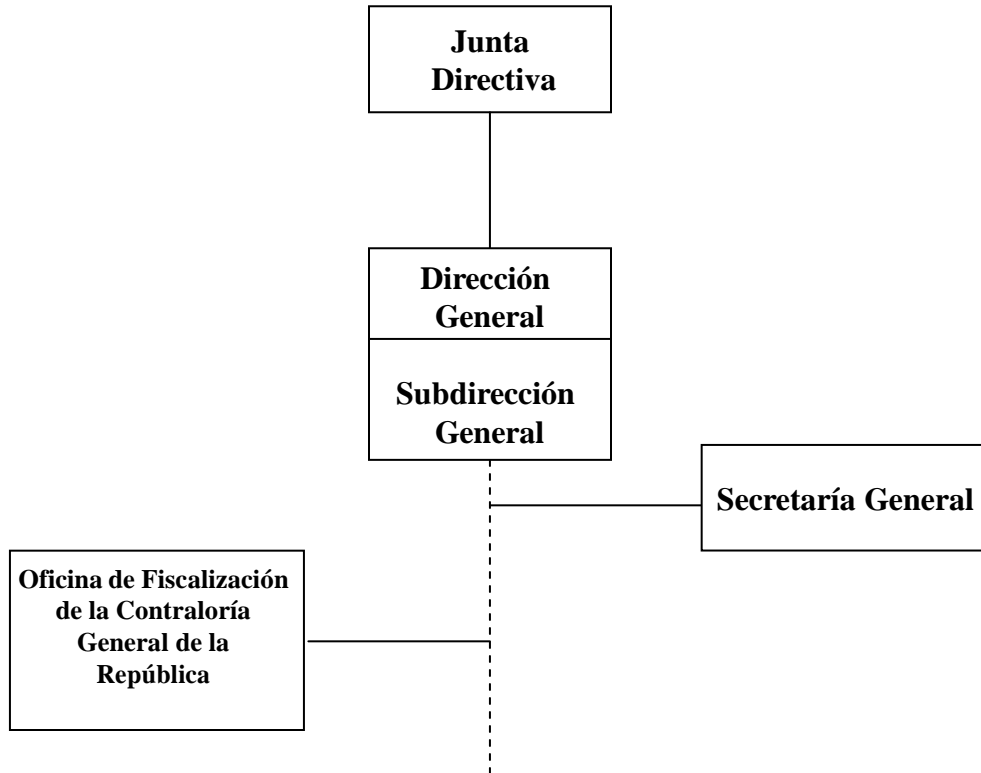 Junta
Directiva
Dirección
General
Subdirección
General
Secretaría General
Oficina de Fiscalización
de la Contraloría
General de la
República